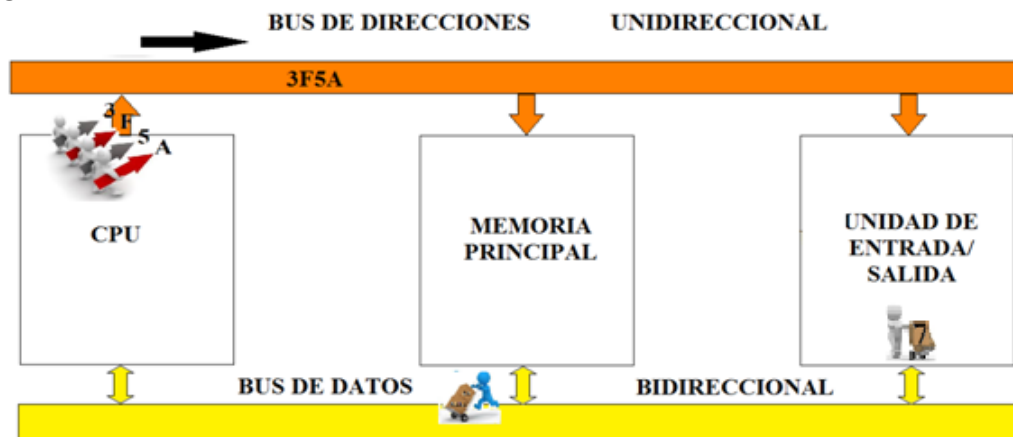 BUS DE DIRECCIONES UNIDIRECCIONAL
3F5A
3
F
5
A
CPU
MEMORIA
PRINCIPAL
UNIDAD DE
ENTRADA/
SALIDA
7
BUS DE DATOS BIDIRECCIONAL